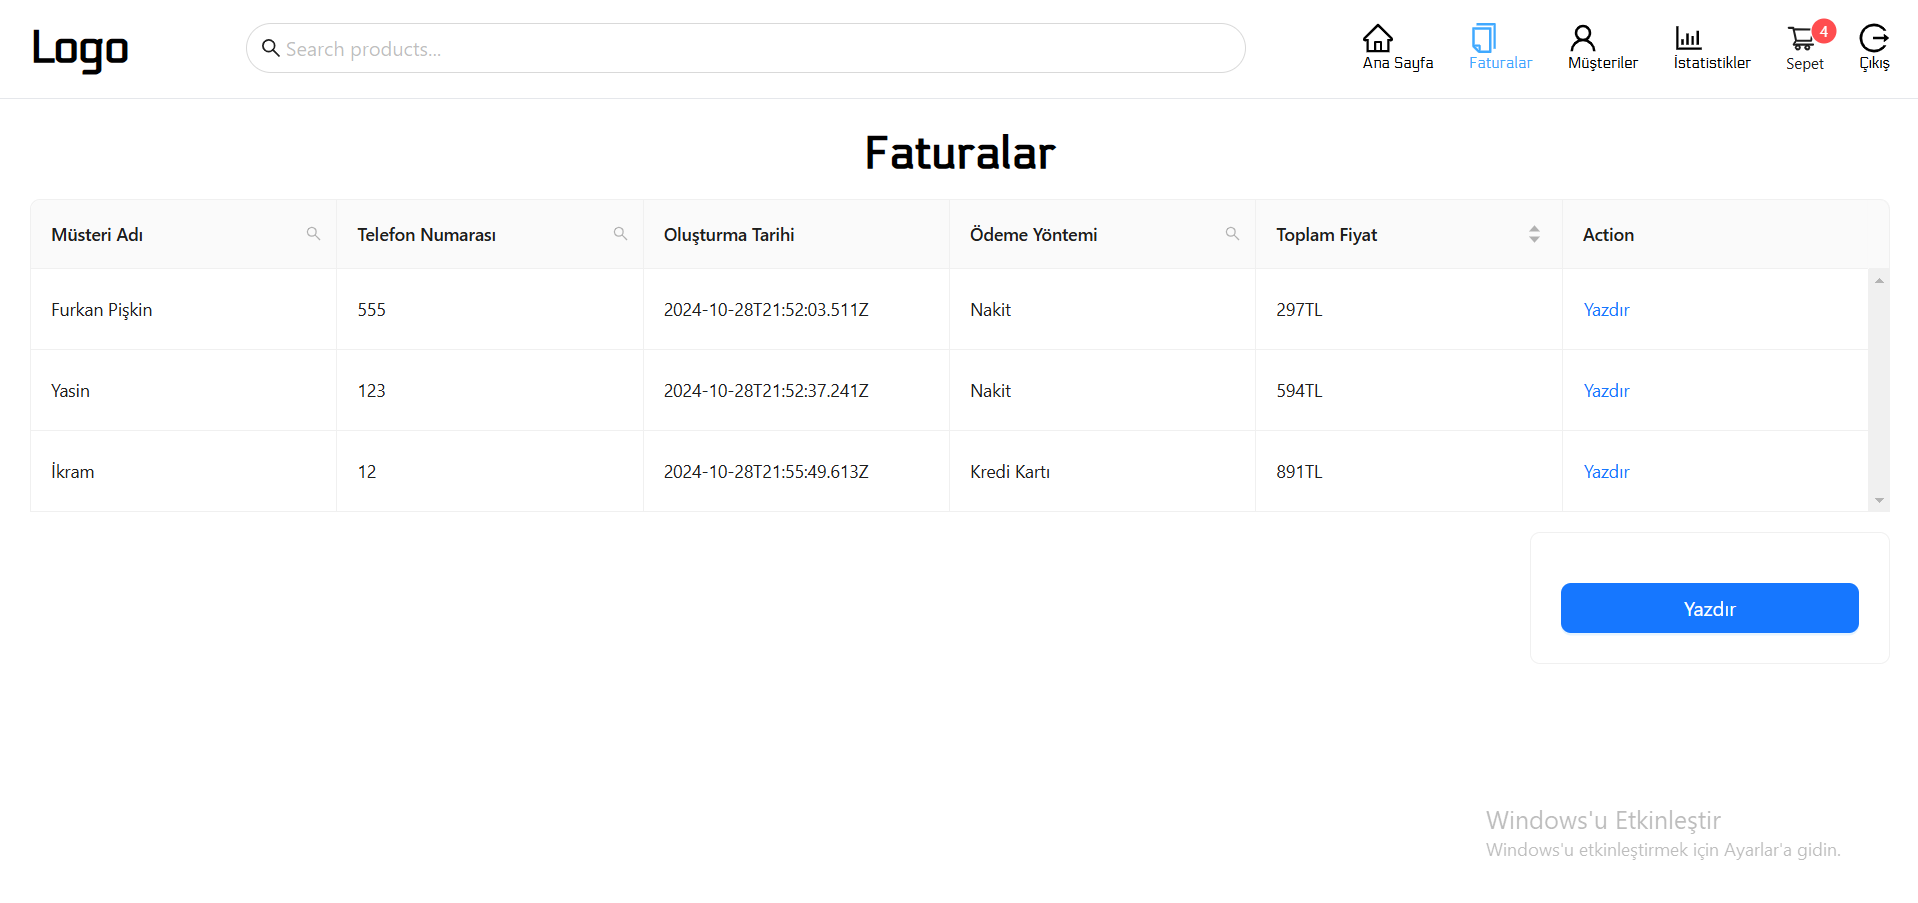 Logo
Search products...
Ana Sayfa
Faturalar
Müşteriler
İstatistikler
4
Sepet
Çıkış
Faturalar
Müsteri Adı Telefon Numarası Oluşturma Tarihi Ödeme Yöntemi Toplam Fiyat Action
Furkan Pişkin 555 2024-10-28T21:52:03.511Z Nakit 297TL Yazdır
Yasin 123 2024-10-28T21:52:37.241Z Nakit 594TL Yazdır
İkram 12 2024-10-28T21:55:49.613Z Kredi Kartı 891TL Yazdır
Yazdır
Windows'u Etkinleştir
Windows'u etkinleştirmek için Ayarlar'a gidin.